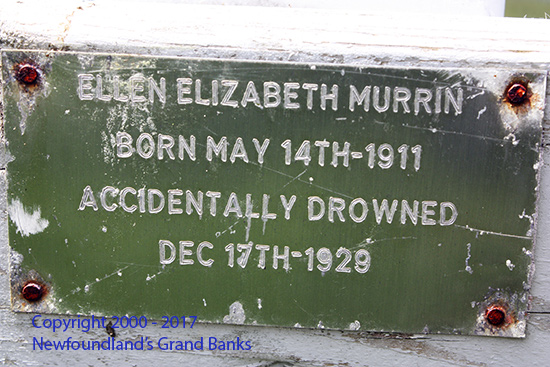 ELLEN ELIZABETH MURRIN
BORN MAY 14TH-1911
ACCIDENTALLY DROWNED
DEC 17TH-1929
Copyright 2000 - 2017
Newfoundland's Grand Banks